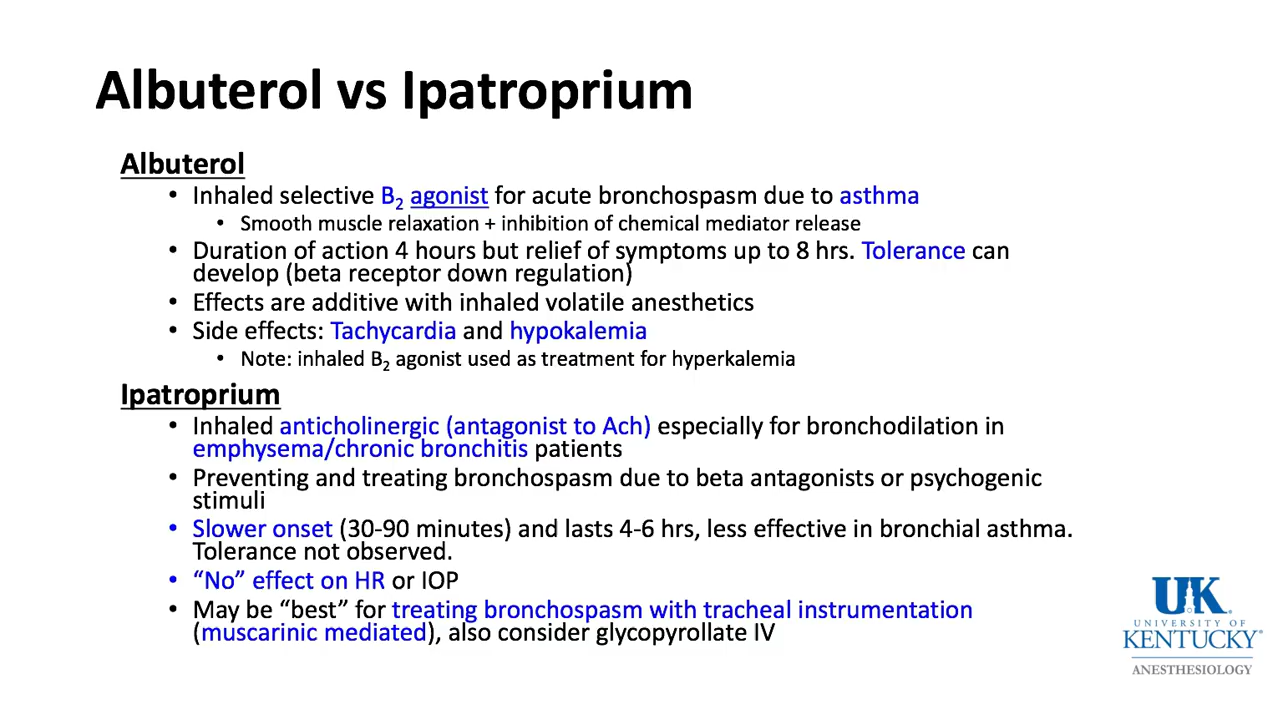 Albuterol vs Ipatroprium
Albuterol
• Inhaled selective B2 agonist for acute bronchospasm due to asthma
• Smooth muscle relaxation + inhibition of chemical mediator release
• Duration of action 4 hours but relief of symptoms up to 8 hrs. Tolerance can
develop (beta receptor down regulation)
• Effects are additive with inhaled volatile anesthetics
• Side effects: Tachycardia and hypokalemia
• Note: inhaled B2 agonist used as treatment for hyperkalemia
Ipatroprium
• Inhaled anticholinergic (antagonist to Ach) especially for bronchodilation in
emphysema/chronic bronchitis patients
• Preventing and treating bronchospasm due to beta antagonists or psychogenic
stimuli
• Slower onset (30-90 minutes) and lasts 4-6 hrs, less effective in bronchial asthma.
Tolerance not observed.
• “No” effect on HR or IOP
• May be “best” for treating bronchospasm with tracheal instrumentation
(muscarinic mediated), also consider glycopyrollate IV
UK
UNIVERSITY OF
KENTUCKY®
ANESTHESIOLOGY